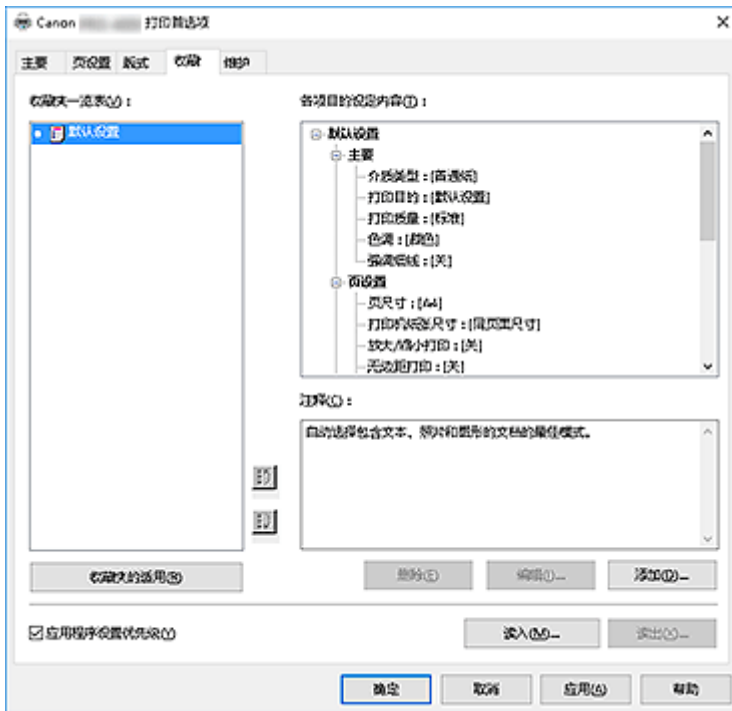 Canon 打印首选项
主要 页设置 版式 收藏 维护
收藏夹一览表(V)：
默认设置
各项目的设定内容(T)：
默认设置
主要
介质类型：[普通纸]
打印目的：[默认设置]
打印质量：[标准]
色调：[颜色]
强调细线：[关]
页设置
页尺寸：[A4]
打印机纸张尺寸：[同页面尺寸]
放大/缩小打印：[关]
无边距打印：[关]
注释(C)：
自动选择包含文本、照片和图形的文档的最佳模式。
收藏夹的适用(R)
删除(E) 编辑(I)... 添加(D)...
应用程序设置优先级(Y)
读入(M)... 读出(X)...
确定 取消 应用(A) 帮助